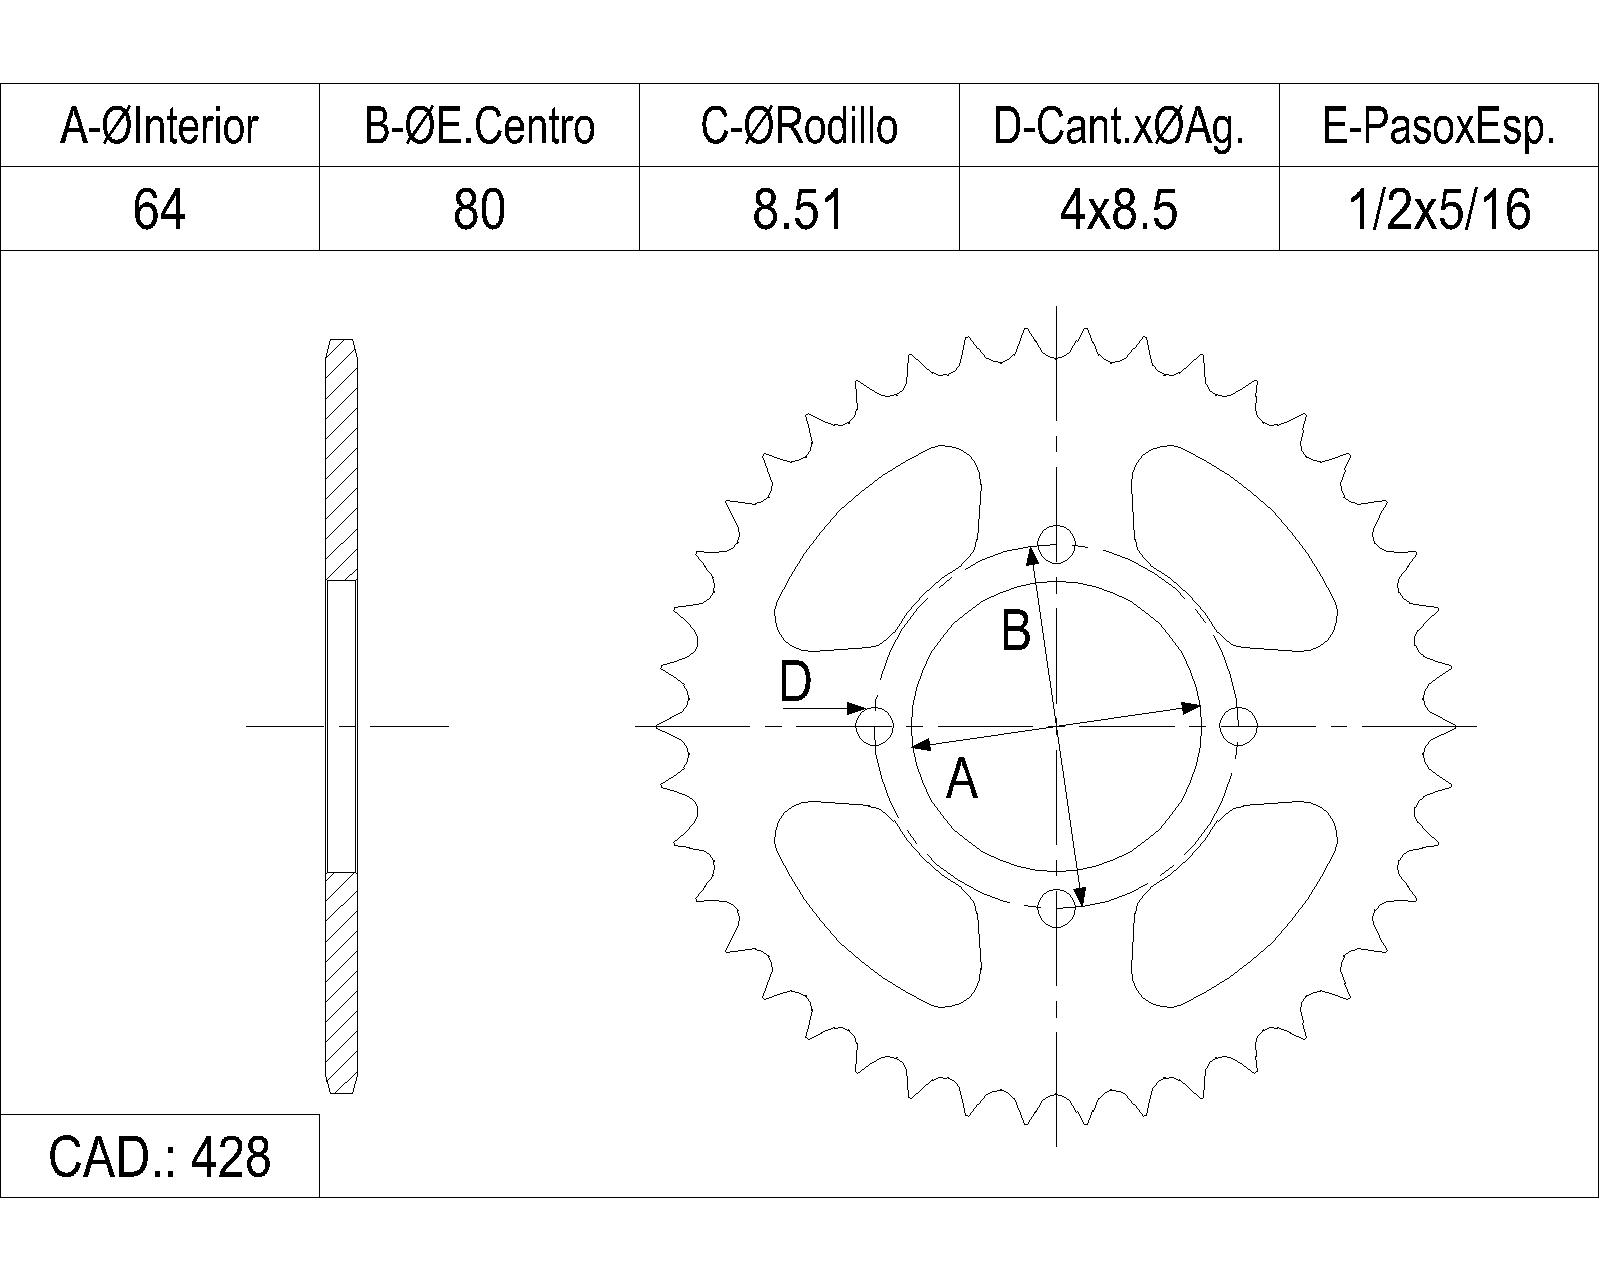 A-ØInterior B-ØE.Centro C-ØRodillo D-Cant.xØAg. E-PasoxEsp.
64 80 8.51 4x8.5 1/2x5/16
B
D
A
CAD.: 428